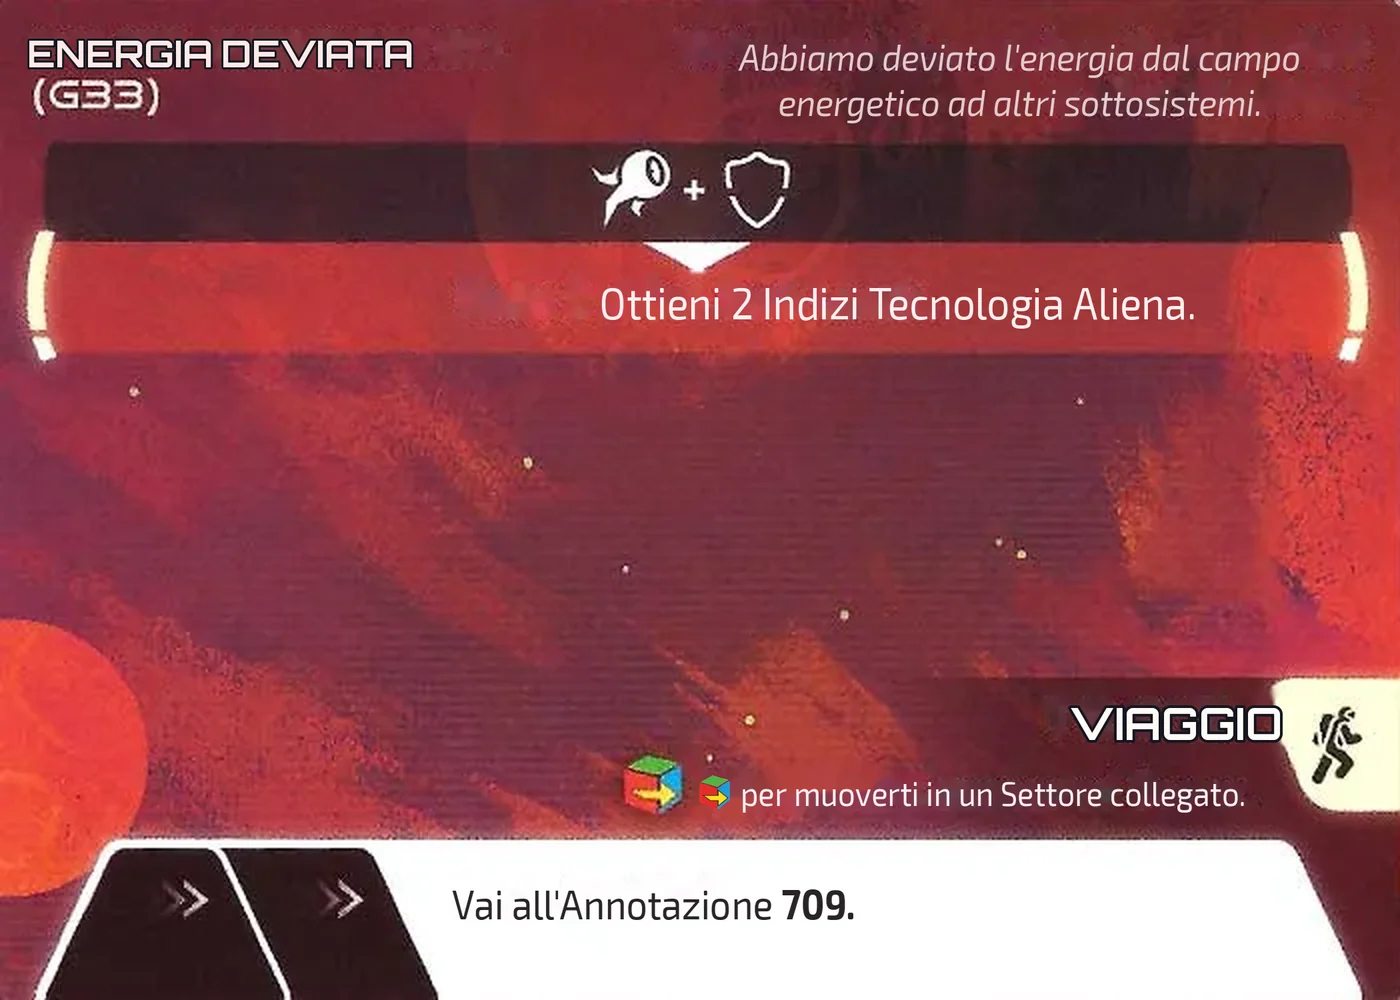 ENERGIA DEVIATA
(G33)
Abbiamo deviato l'energia dal campo
energetico ad altri sottosistemi.
+
Ottieni 2 Indizi Tecnologia Aliena.
VIAGGIO
per muoverti in un Settore collegato.
Vai all'Annotazione 709.